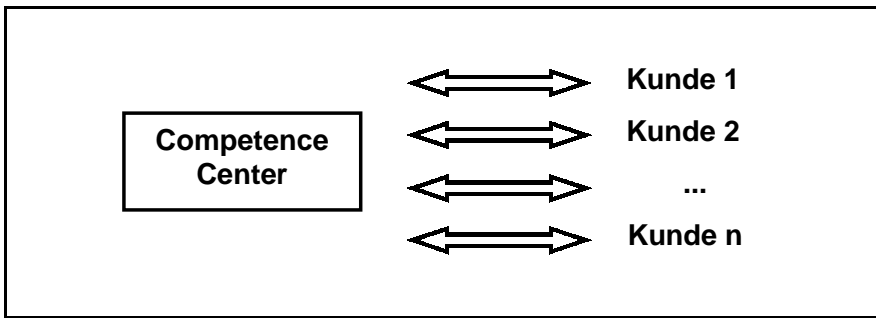 Competence
Center
Kunde 1
Kunde 2
...
Kunde n